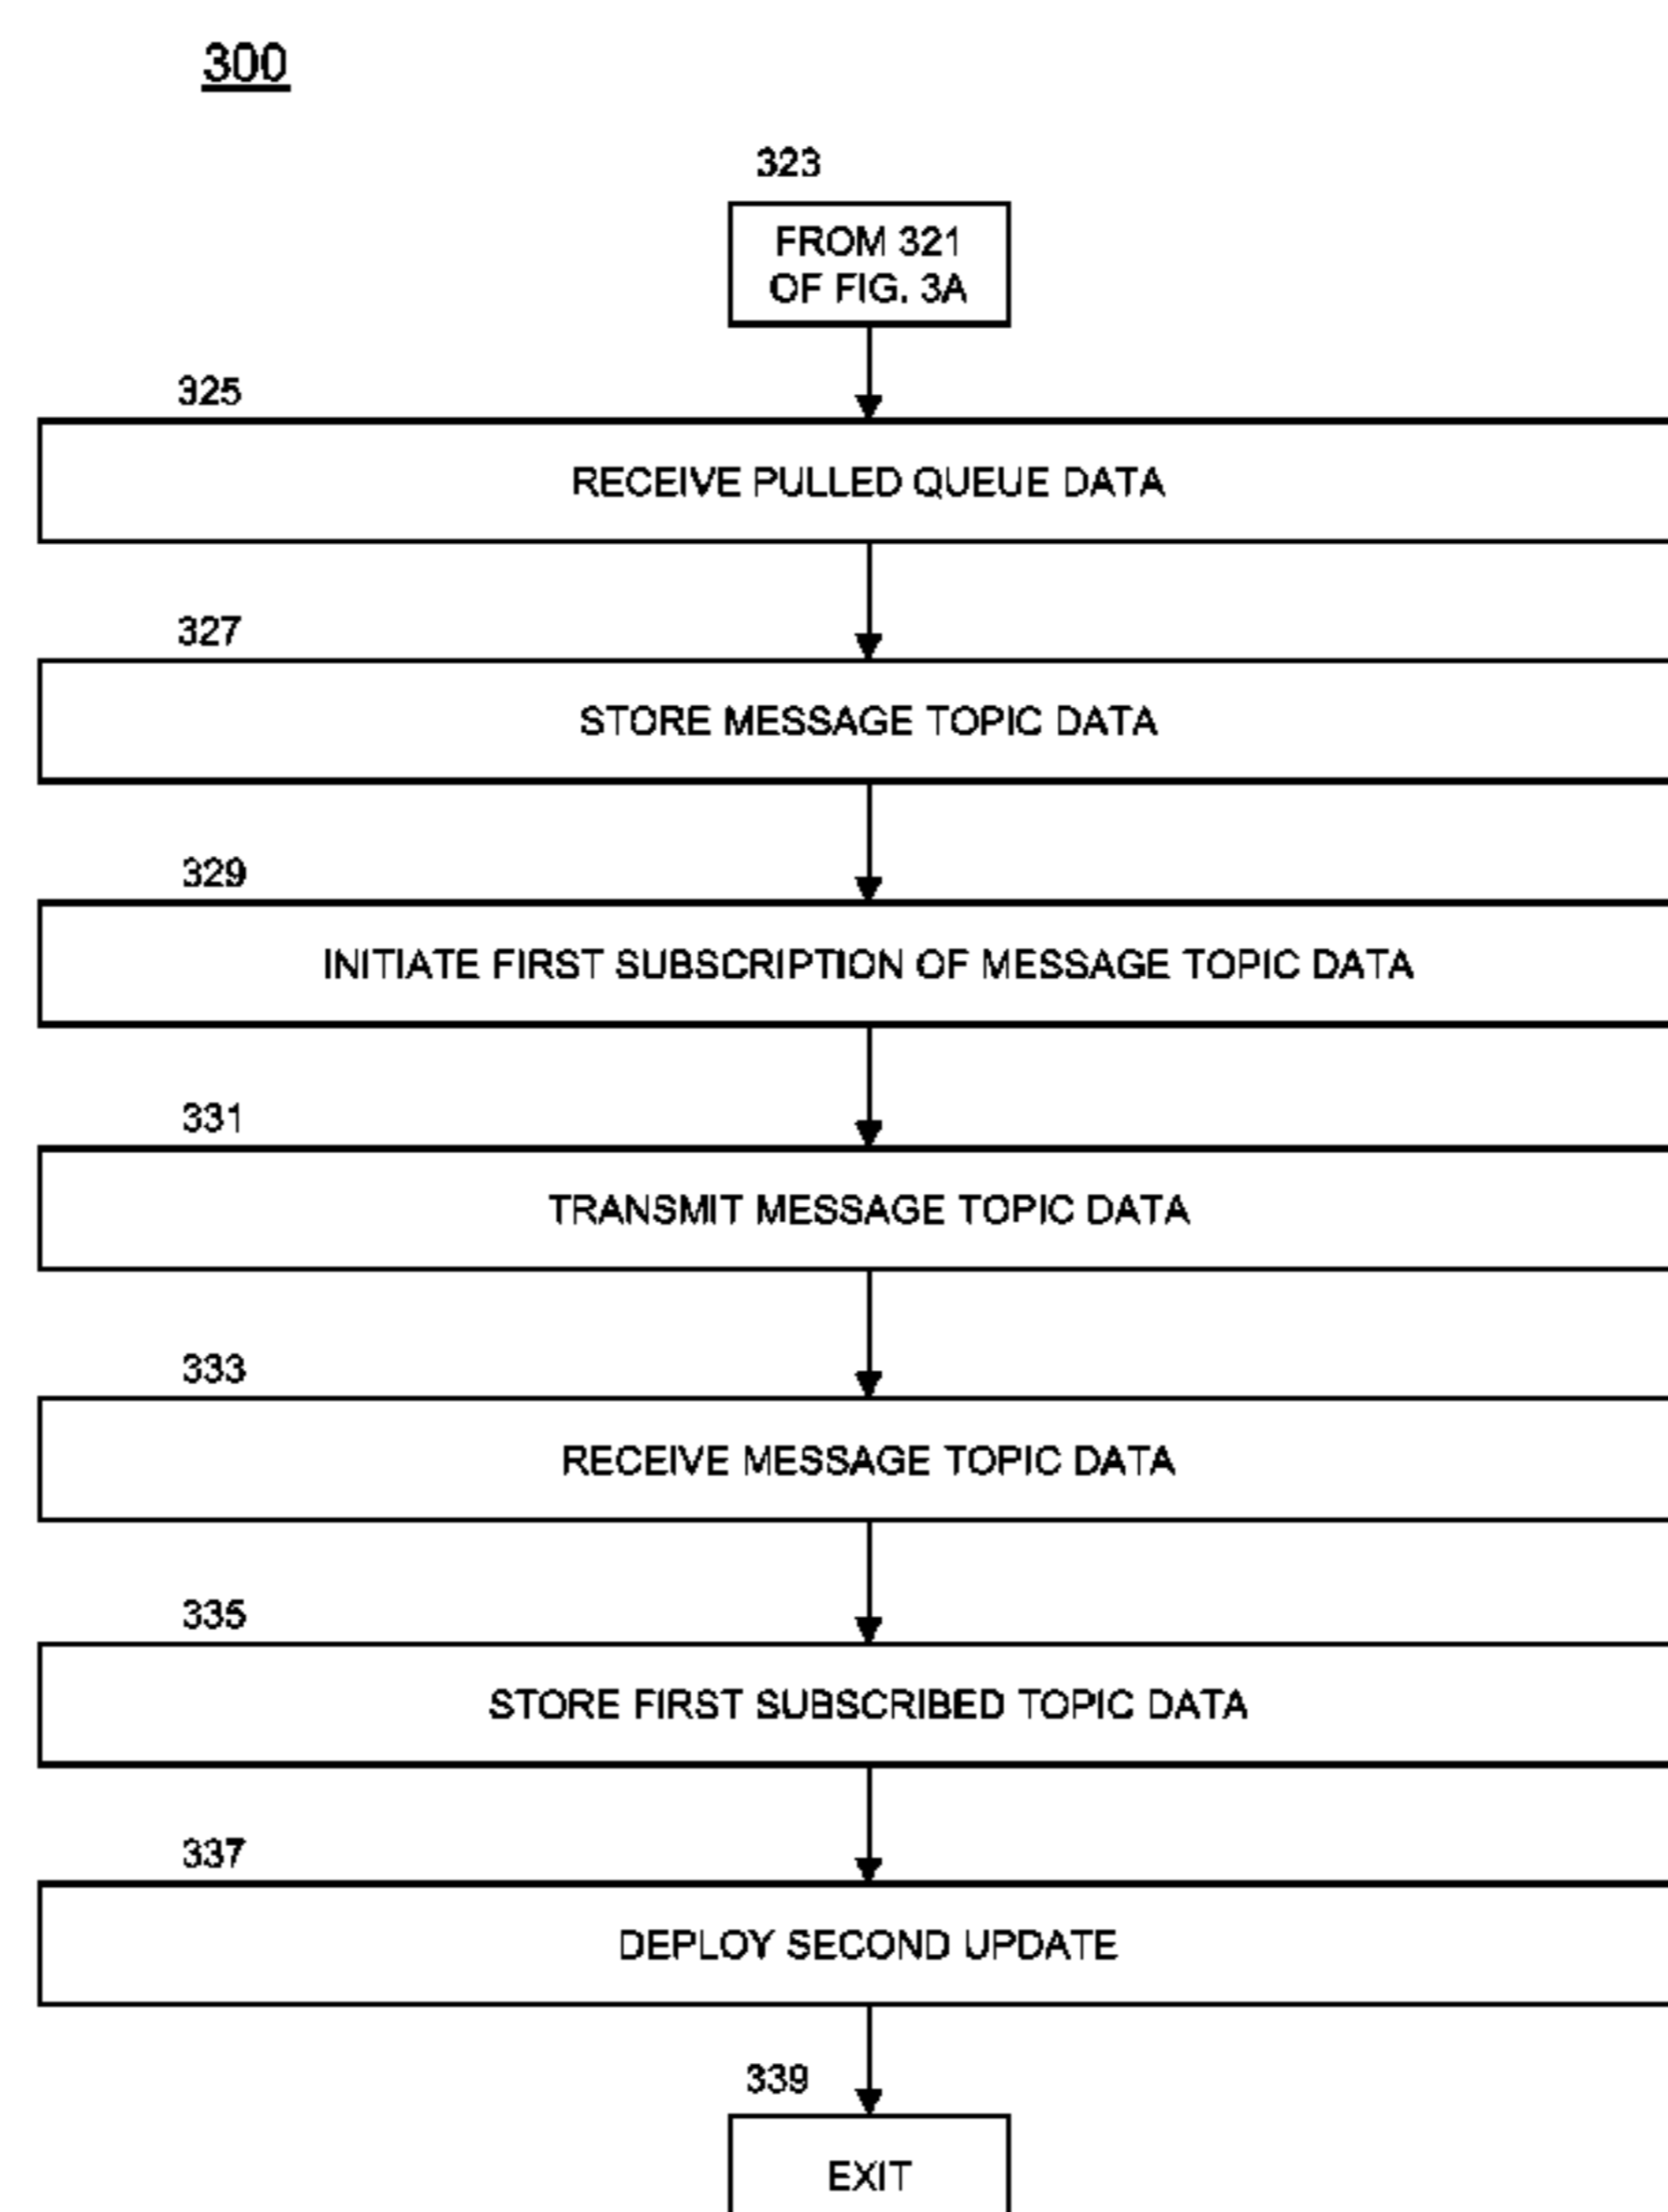 300
323
FROM 321
OF FIG. 3A
325
RECEIVE PULLED QUEUE DATA
327
STORE MESSAGE TOPIC DATA
329
INITIATE FIRST SUBSCRIPTION OF MESSAGE TOPIC DATA
331
TRANSMIT MESSAGE TOPIC DATA
333
RECEIVE MESSAGE TOPIC DATA
335
STORE FIRST SUBSCRIBED TOPIC DATA
337
DEPLOY SECOND UPDATE
339
EXIT